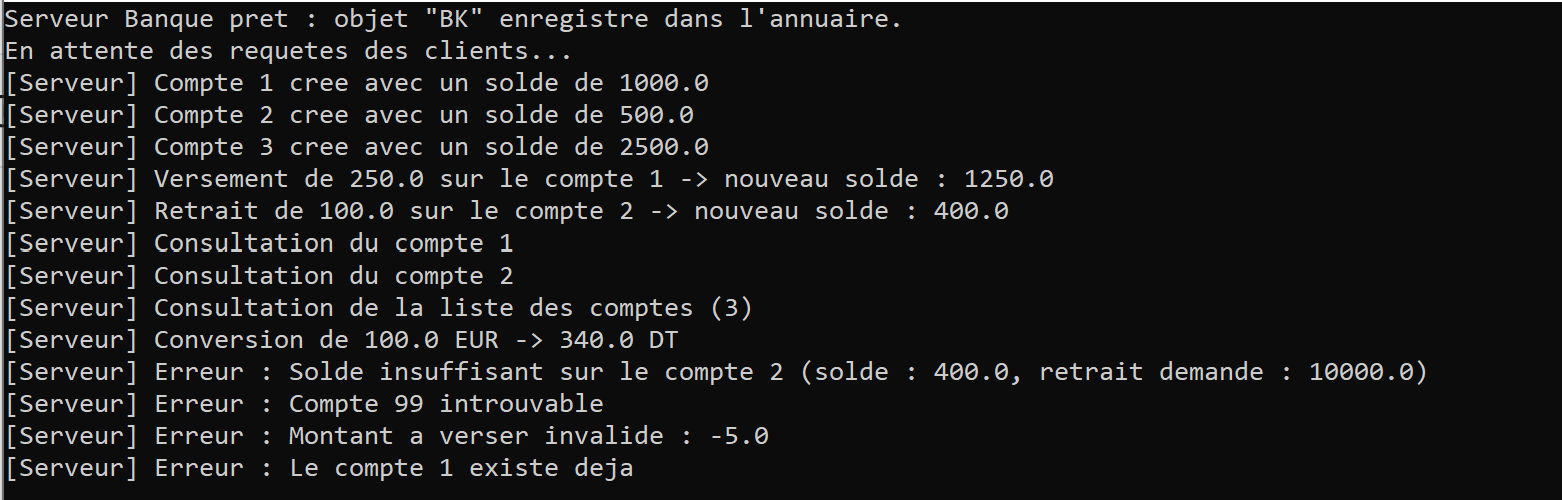 Serveur Banque pret : objet "BK" enregistre dans l'annuaire.
En attente des requetes des clients...
[Serveur] Compte 1 cree avec un solde de 1000.0
[Serveur] Compte 2 cree avec un solde de 500.0
[Serveur] Compte 3 cree avec un solde de 2500.0
[Serveur] Versement de 250.0 sur le compte 1 -> nouveau solde : 1250.0
[Serveur] Retrait de 100.0 sur le compte 2 -> nouveau solde : 400.0
[Serveur] Consultation du compte 1
[Serveur] Consultation du compte 2
[Serveur] Consultation de la liste des comptes (3)
[Serveur] Conversion de 100.0 EUR -> 340.0 DT
[Serveur] Erreur : Solde insuffisant sur le compte 2 (solde : 400.0, retrait demande : 10000.0)
[Serveur] Erreur : Compte 99 introuvable
[Serveur] Erreur : Montant a verser invalide : -5.0
[Serveur] Erreur : Le compte 1 existe deja